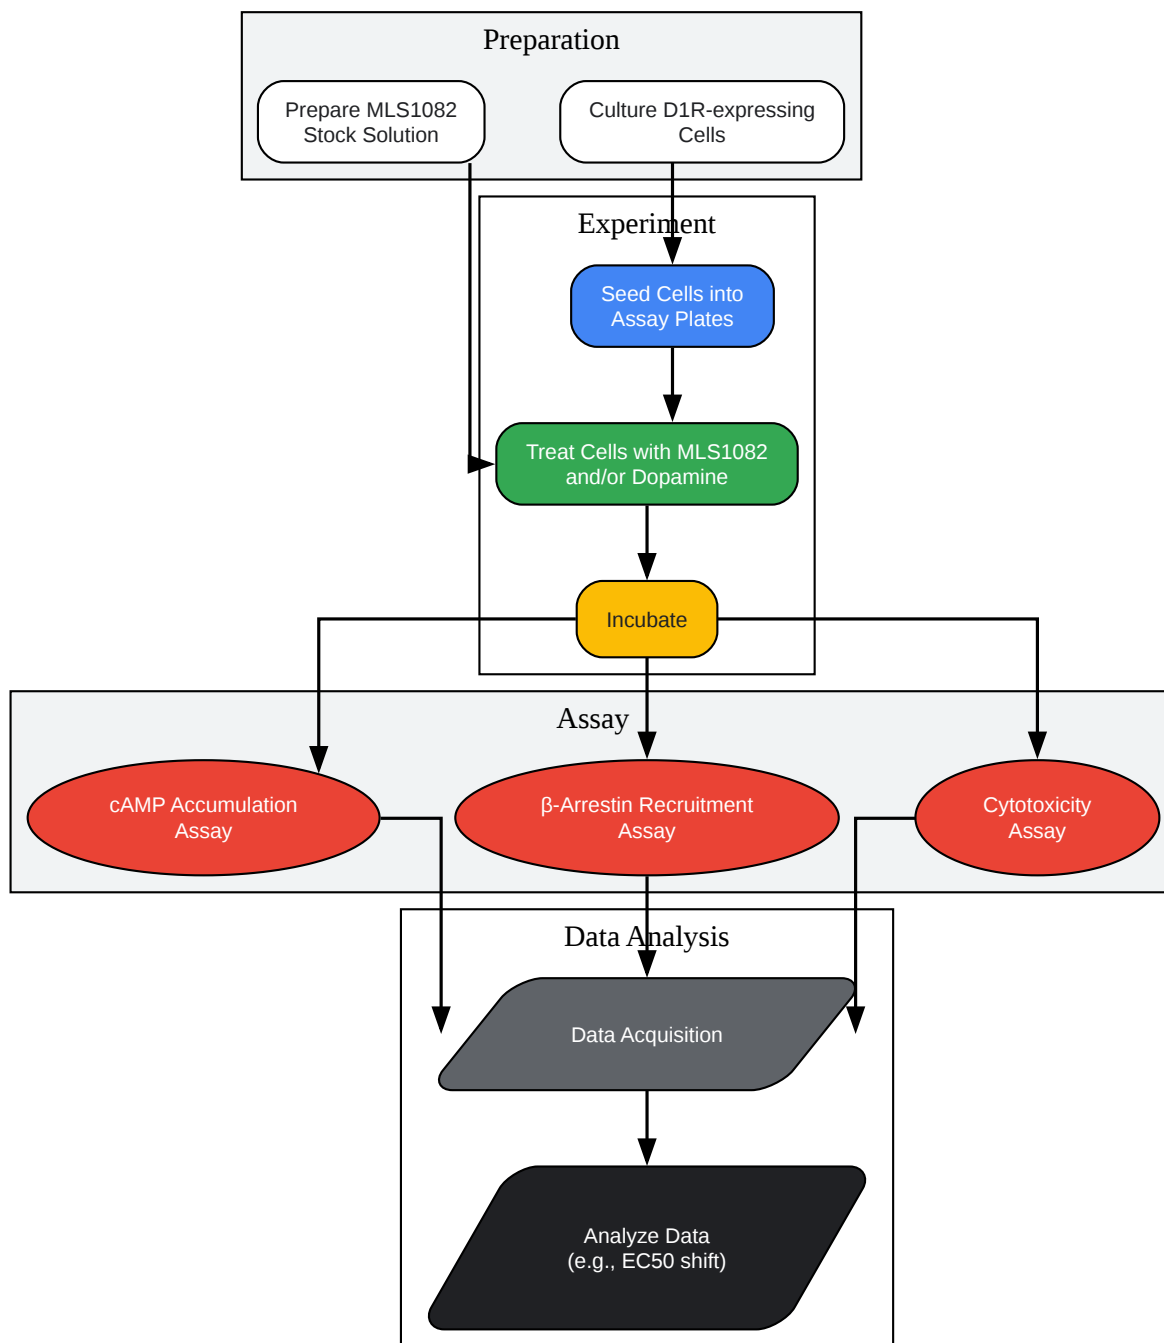 Preparation
Prepare MLS1082
Stock Solution
Culture D1R-expressing
Cells
Experiment
Seed Cells into
Assay Plates
Treat Cells with MLS1082
and/or Dopamine
Incubate
Assay
cAMP Accumulation
Assay
β-Arrestin Recruitment
Assay
Cytotoxicity
Assay
Data Analysis
Data Acquisition
Analyze Data
(e.g., EC50 shift)